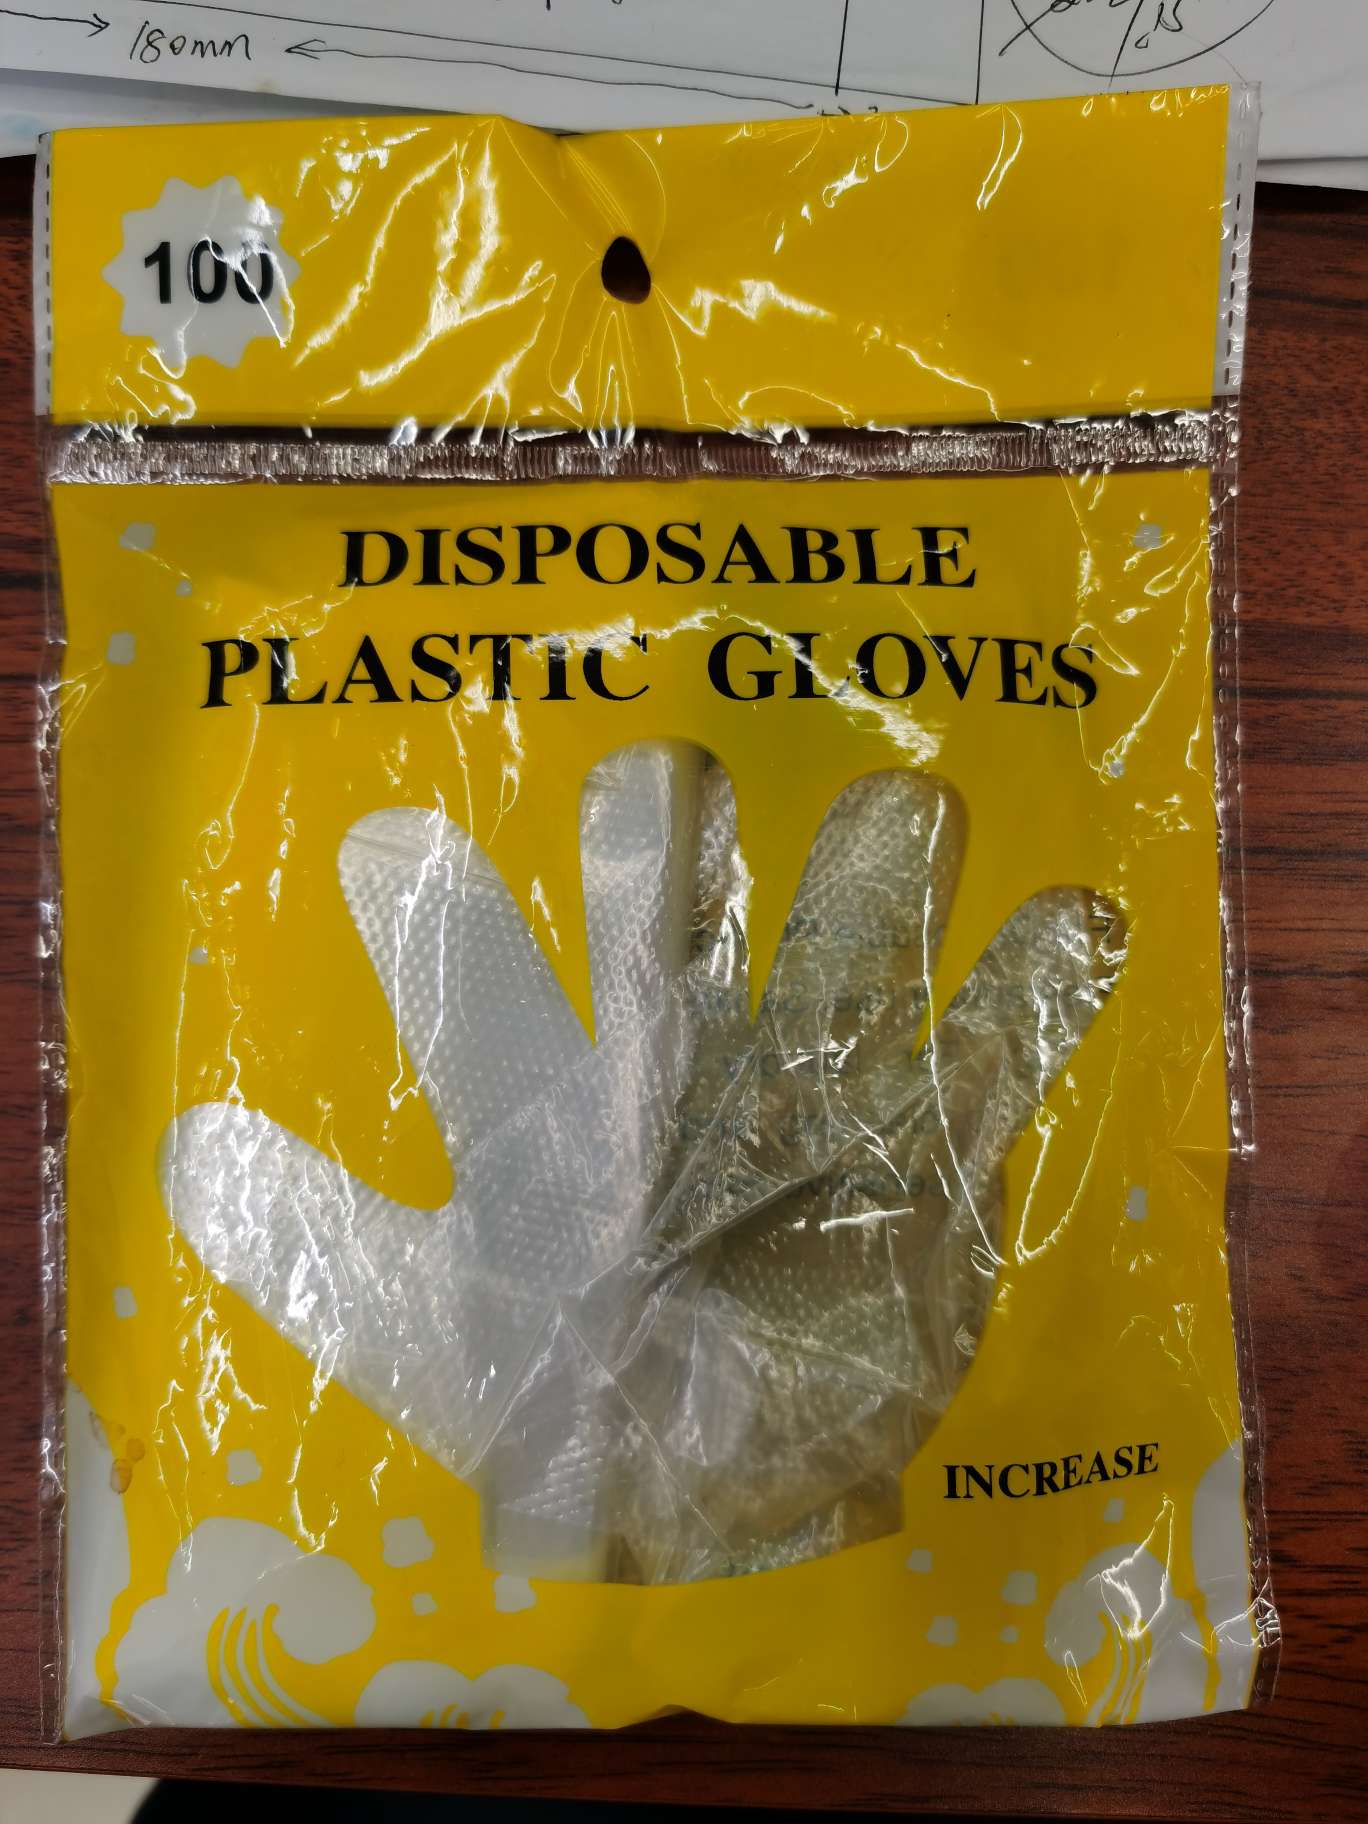 180mm
100
DISPOSABLE
PLASTIC GLOVES
INCREASE